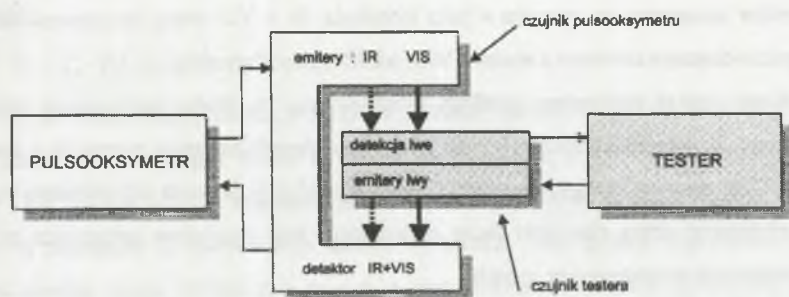 czujnik pulsooksymetru
emitery : IR VIS
PULSOOKSYMETR
detekcja Iwe
emitery Iwy
TESTER
detektor IR+VIS
czujnik testera